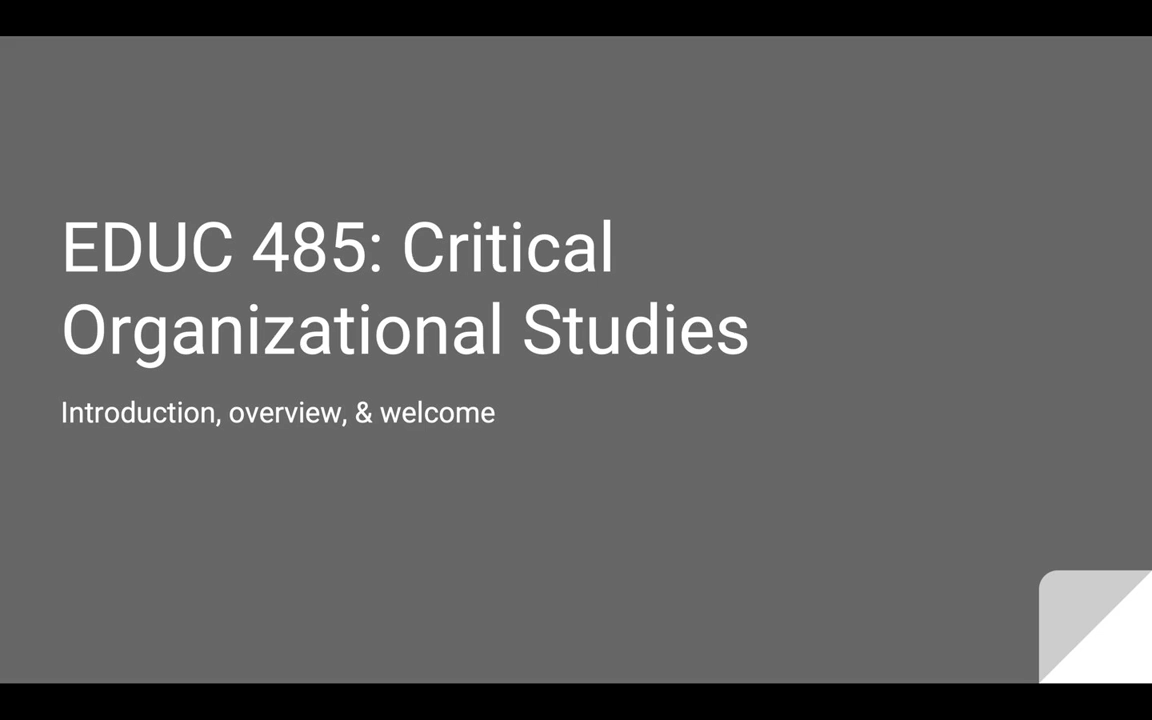 EDUC 485: Critical
Organizational Studies
Introduction, overview, & welcome